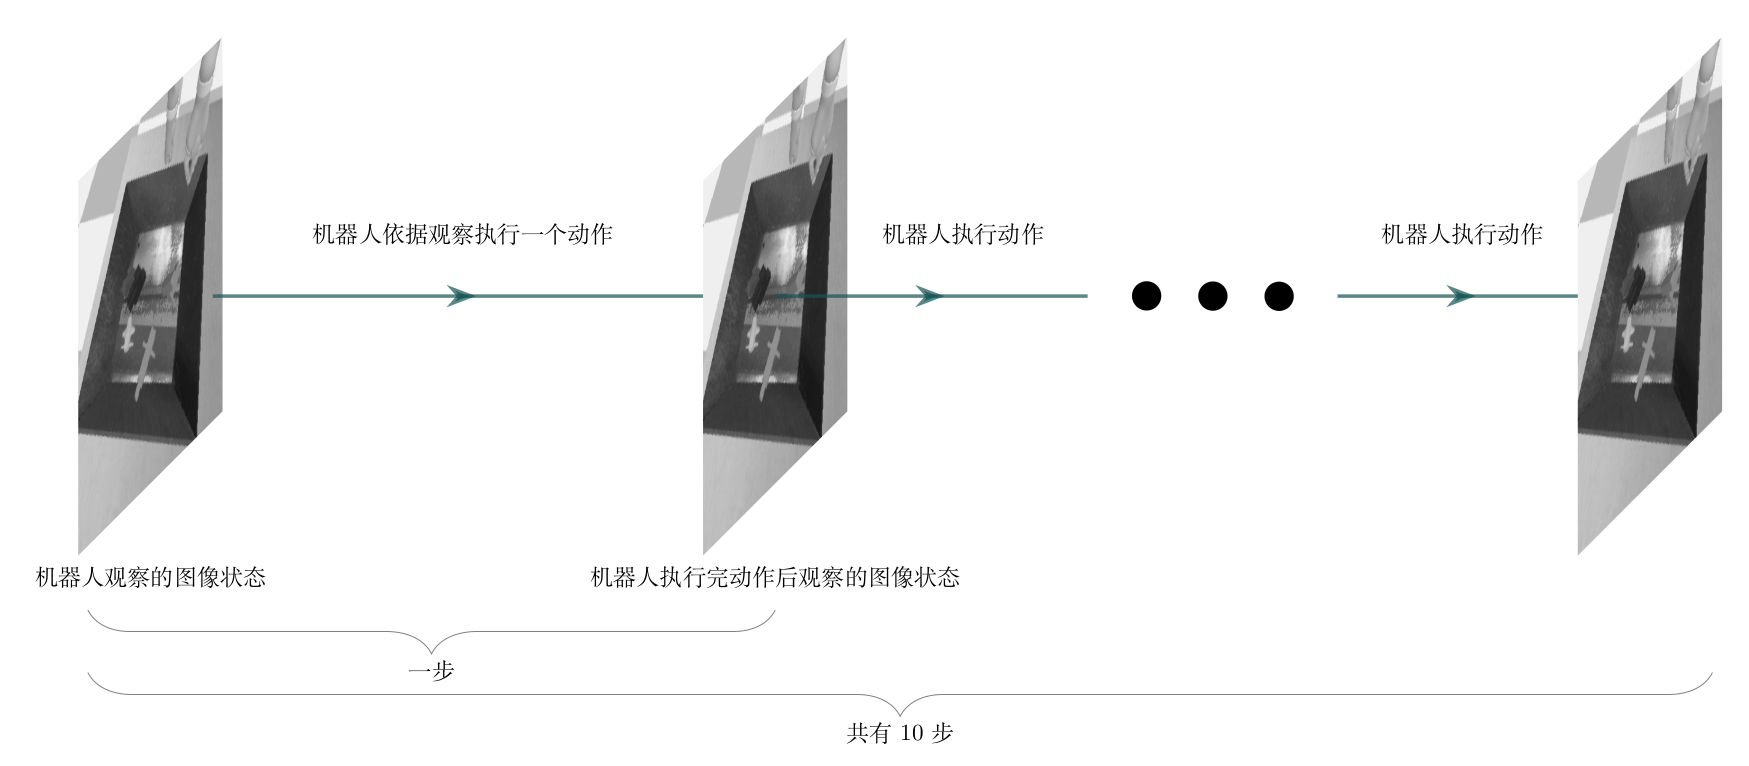 机器人依据观察执行一个动作
机器人执行动作
机器人执行动作
机器人观察的图像状态
机器人执行完动作后观察的图像状态
一步
共有 10 步